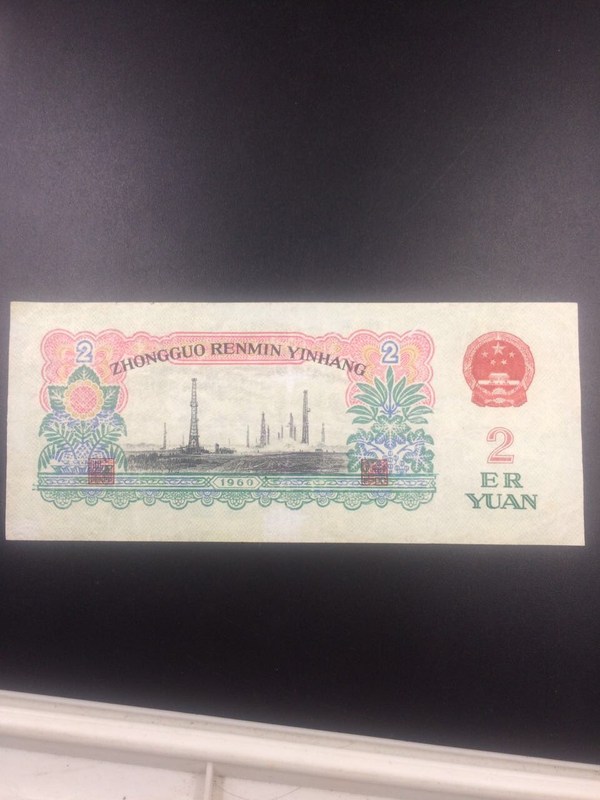 2
2
ZHONGGUO RENMIN YINHANG
1960
2
ER
YUAN